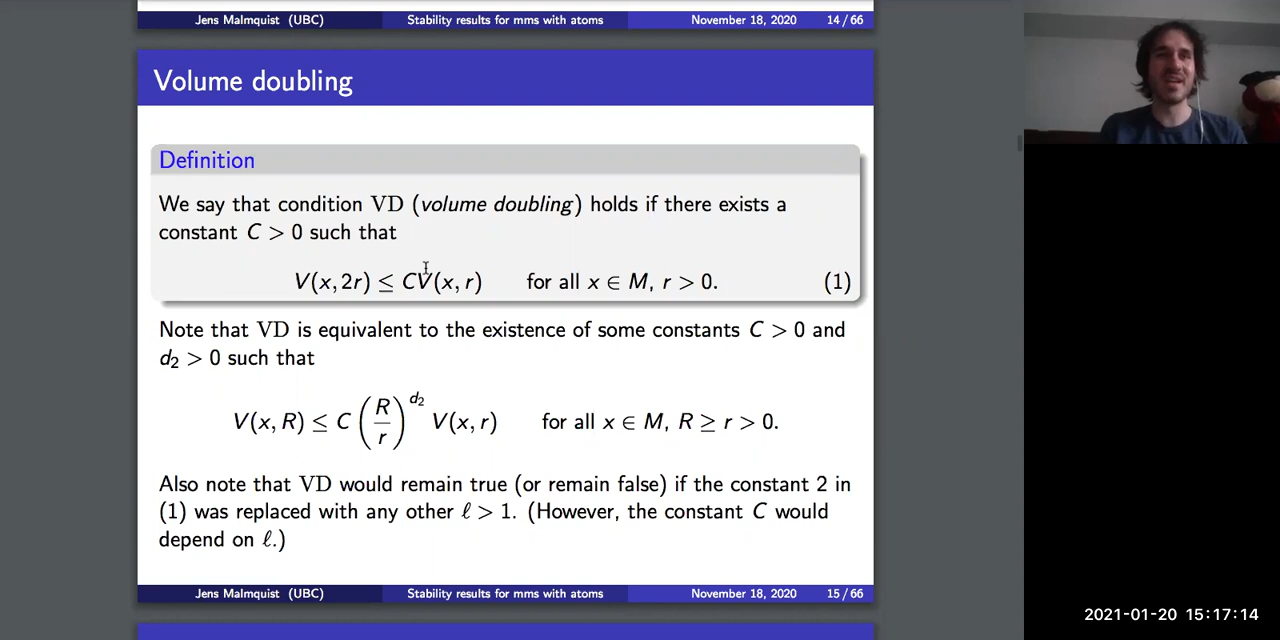 Jens Malmquist (UBC) Stability results for mms with atoms November 18, 2020 14 / 66
Volume doubling
Definition
We say that condition VD (volume doubling) holds if there exists a
constant C > 0 such that
V(x, 2r) ≤ CV(x, r) for all x ∈ M, r > 0. (1)
Note that VD is equivalent to the existence of some constants C > 0 and
d₂ > 0 such that
V(x, R) ≤ C (R/r)^d₂ V(x, r) for all x ∈ M, R ≥ r > 0.
Also note that VD would remain true (or remain false) if the constant 2 in
(1) was replaced with any other ℓ > 1. (However, the constant C would
depend on ℓ.)
Jens Malmquist (UBC) Stability results for mms with atoms November 18, 2020 15 / 66
2021-01-20 15:17:14